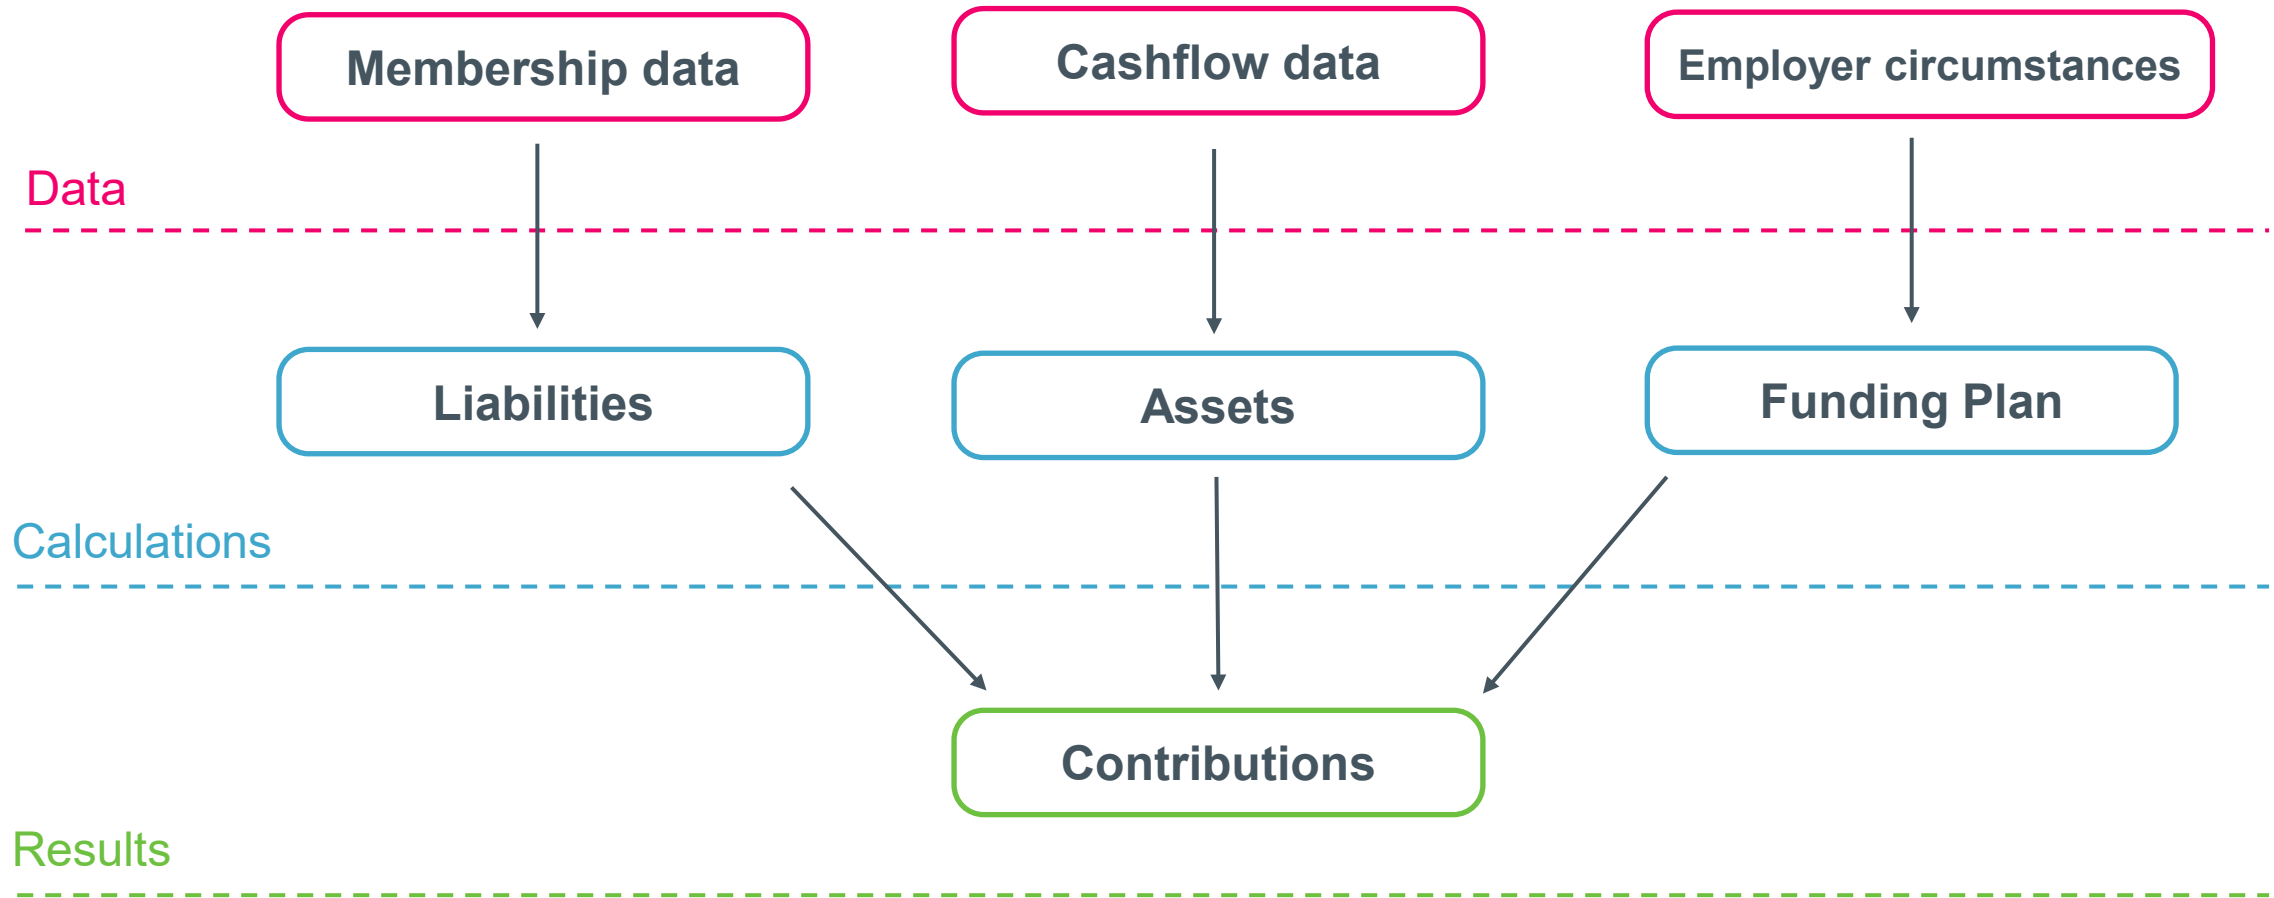 Membership data
Cashflow data
Employer circumstances
Data
Liabilities
Assets
Funding Plan
Calculations
Contributions
Results